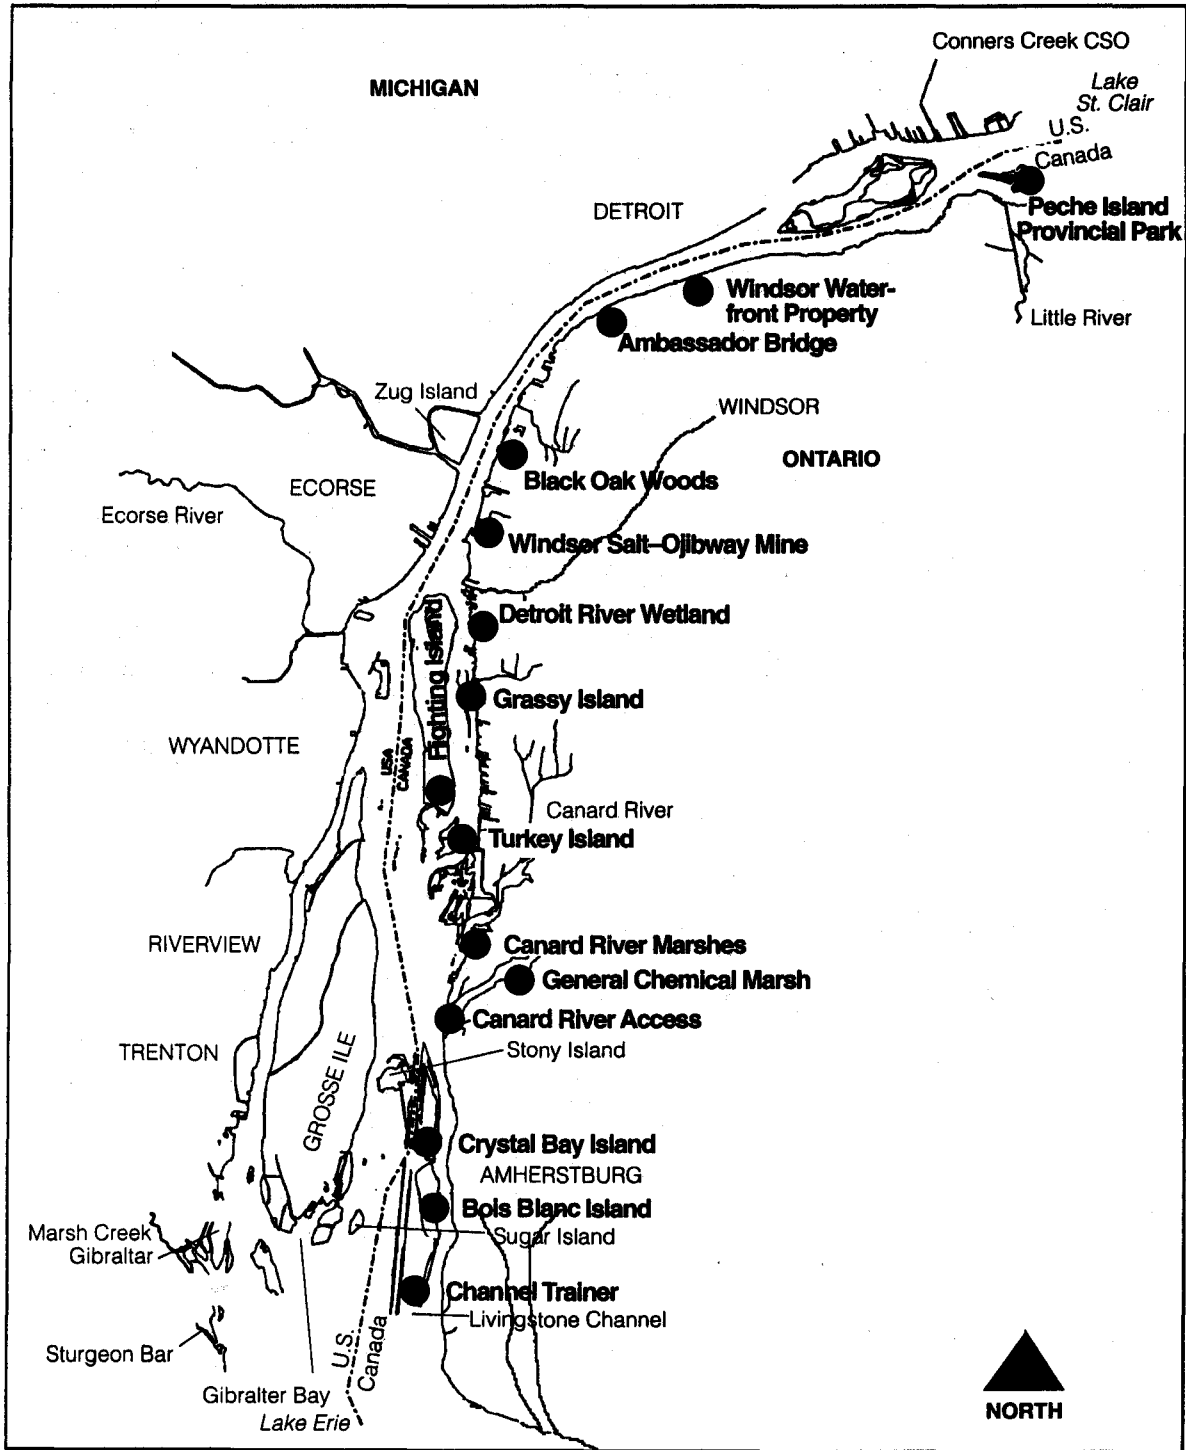 Conners Creek CSO
MICHIGAN
Lake
St. Clair
U.S.
Canada
DETROIT
Peche Island
Provincial Park
Windsor Water-
front Property
Little River
Ambassador Bridge
Zug Island
WINDSOR
ONTARIO
Black Oak Woods
ECORSE
Ecorse River
Windsor Salt–Ojibway Mine
Detroit River Wetland
Fighting Island
Grassy Island
WYANDOTTE
USA
CANADA
Canard River
Turkey Island
RIVERVIEW
Canard River Marshes
General Chemical Marsh
Canard River Access
TRENTON
Stony Island
GROSSE ILE
Crystal Bay Island
AMHERSTBURG
Bois Blanc Island
Marsh Creek
Gibraltar
Sugar Island
Channel Trainer
Livingstone Channel
Sturgeon Bar
U.S.
Canada
Gibralter Bay
Lake Erie
NORTH